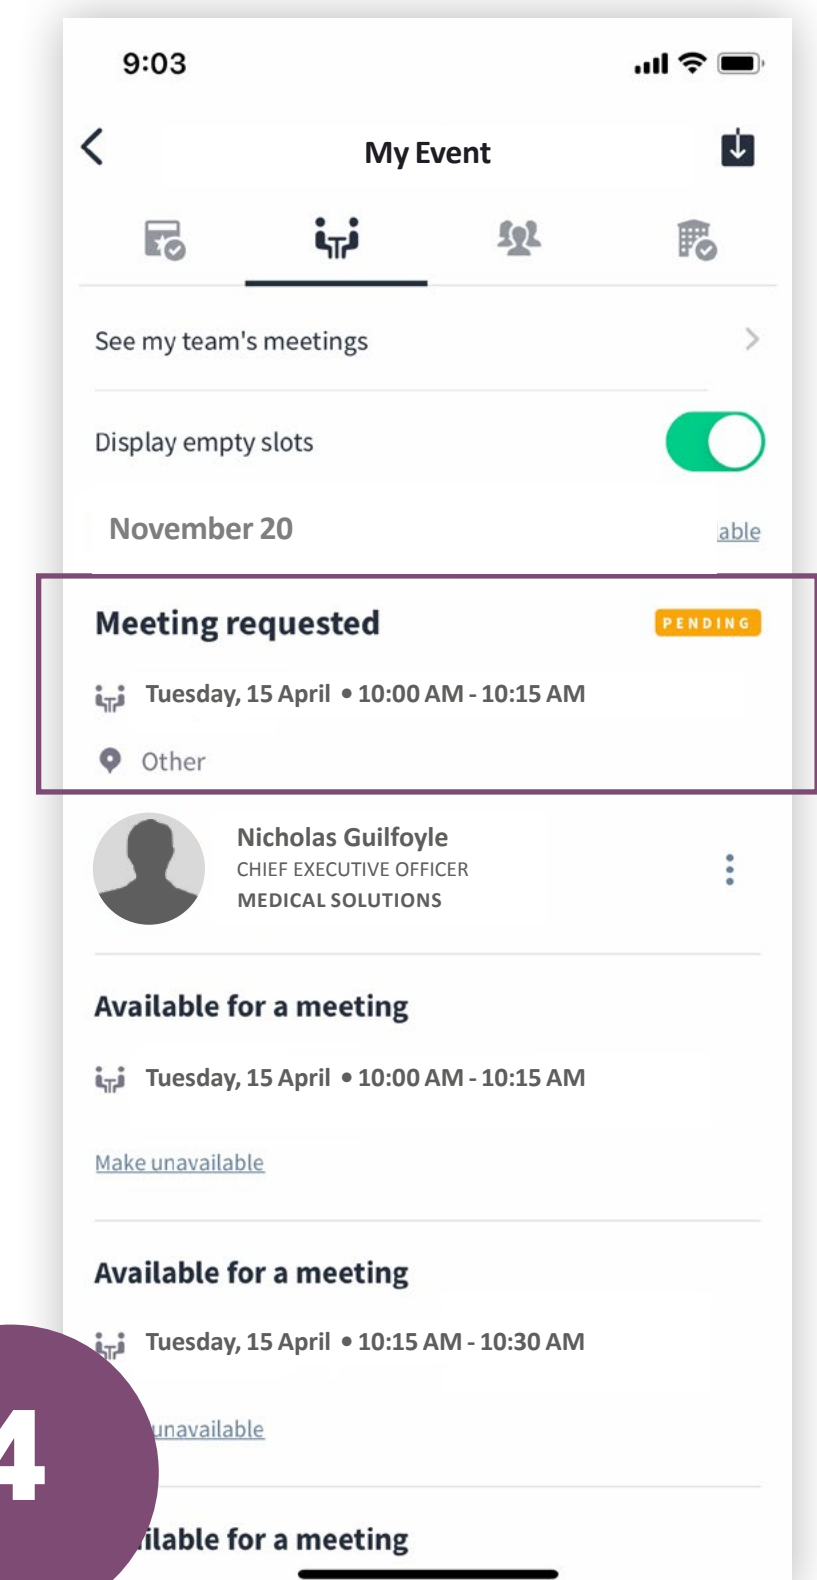 9:03
My Event
See my team's meetings
Display empty slots
November 20 able
Meeting requested PENDING
Tuesday, 15 April • 10:00 AM - 10:15 AM
Other
Nicholas Guilfoyle
CHIEF EXECUTIVE OFFICER
MEDICAL SOLUTIONS
Available for a meeting
Tuesday, 15 April • 10:00 AM - 10:15 AM
Make unavailable
Available for a meeting
Tuesday, 15 April • 10:15 AM - 10:30 AM
unavailable
4
ilable for a meeting